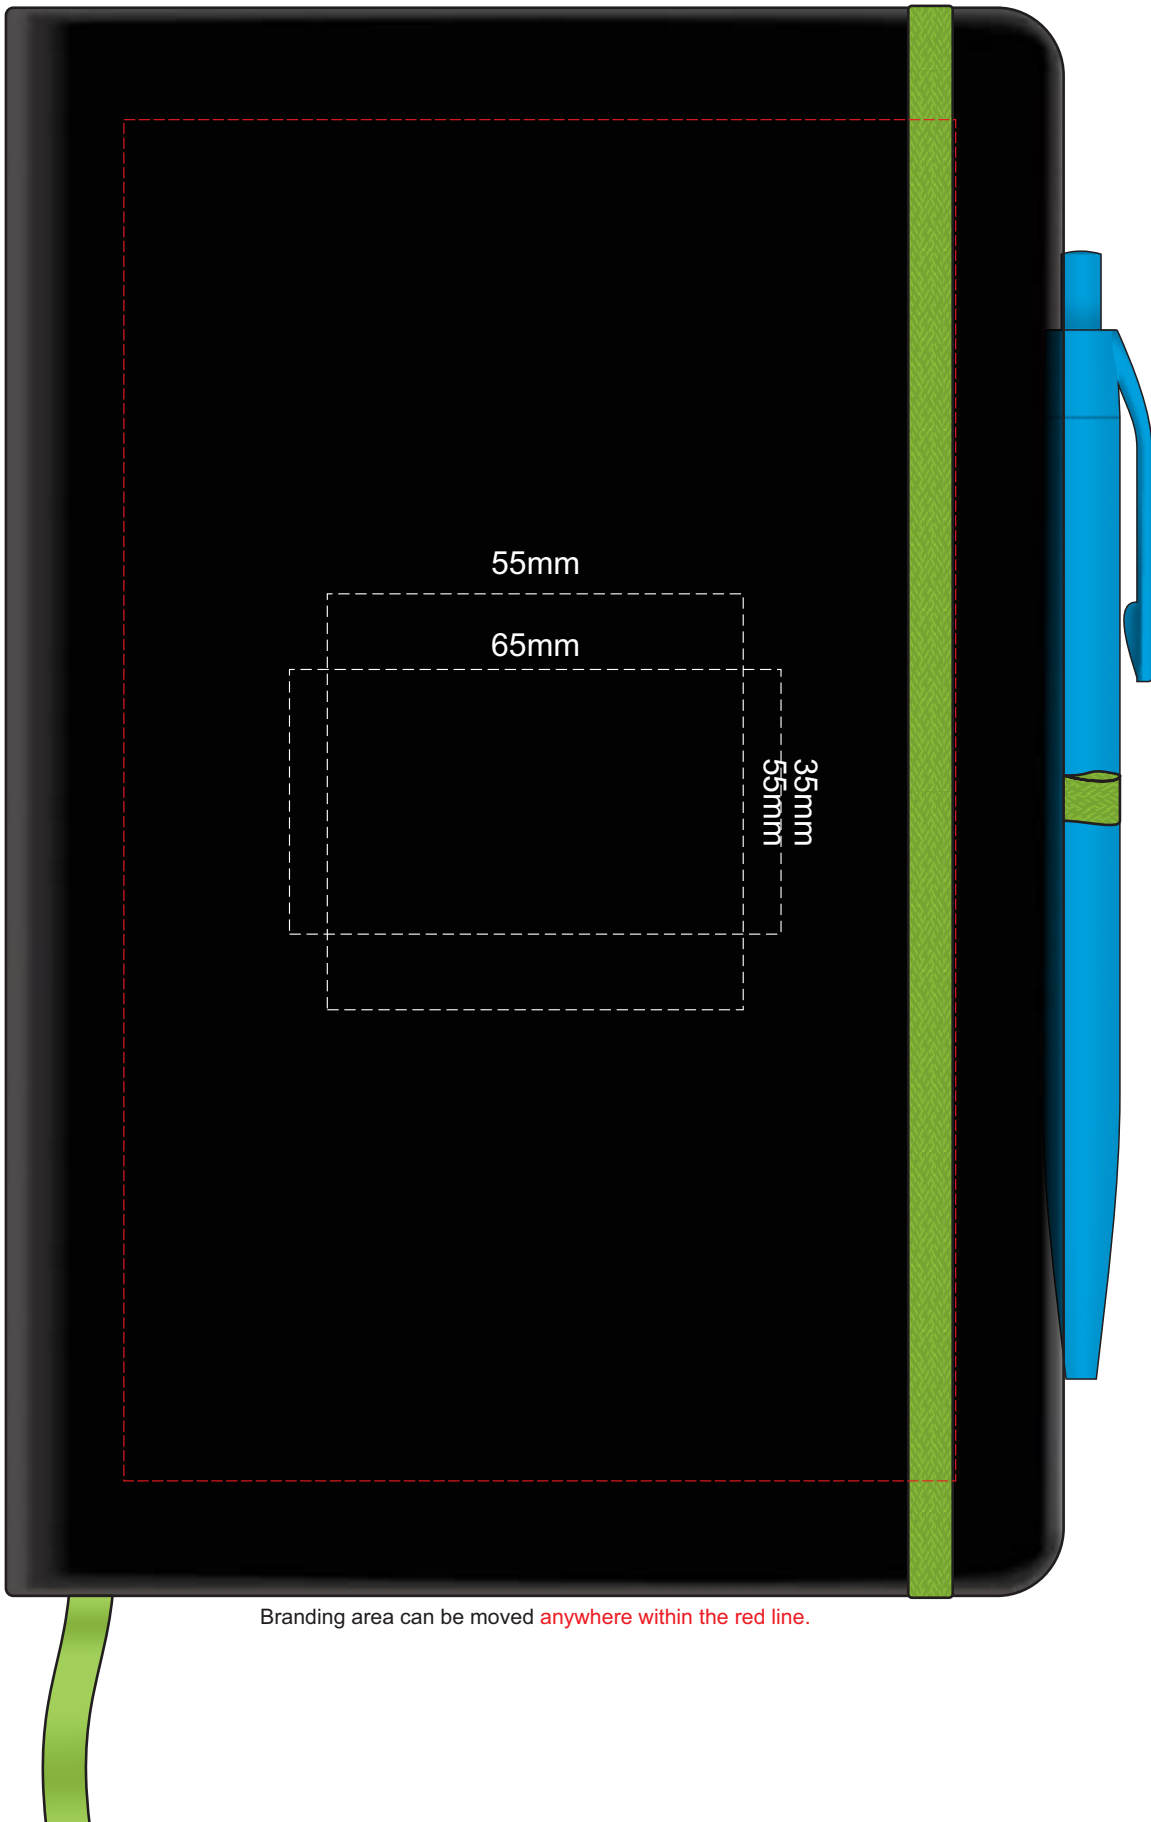 55mm
65mm
35mm
55mm
Branding area can be moved anywhere within the red line.